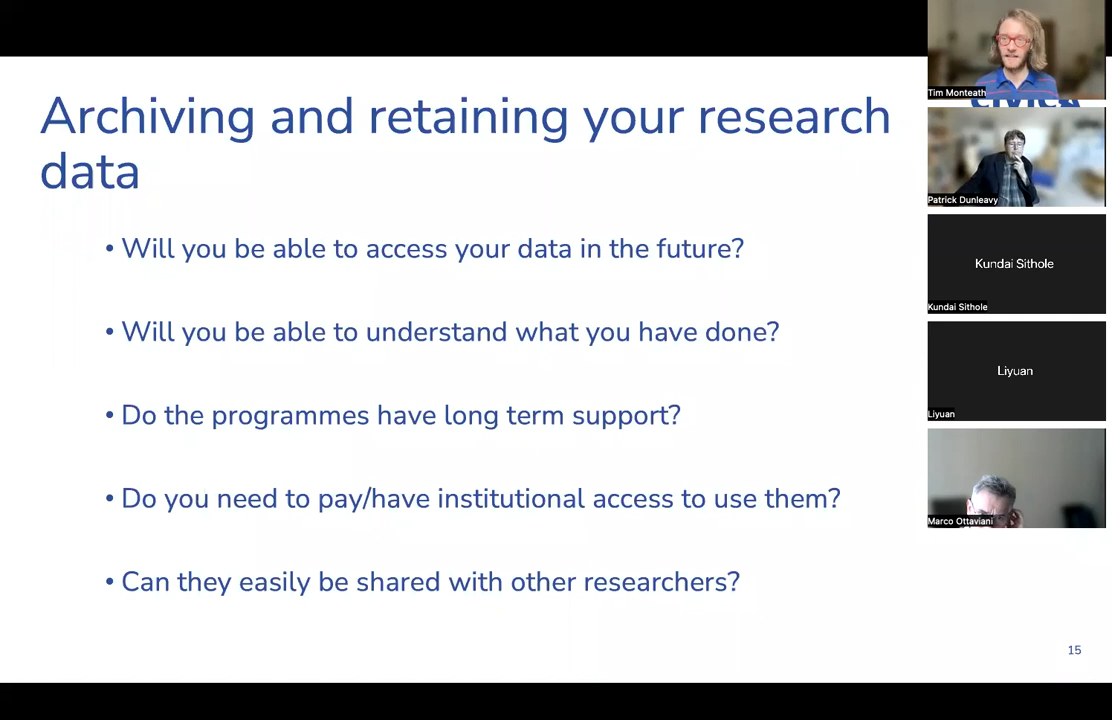 Archiving and retaining your research
data
• Will you be able to access your data in the future?
• Will you be able to understand what you have done?
• Do the programmes have long term support?
• Do you need to pay/have institutional access to use them?
• Can they easily be shared with other researchers?
15
Tim Monteath
CIVICA
Patrick Dunleavy
Kundai Sithole
Kundai Sithole
Liyuan
Liyuan
Marco Ottaviani